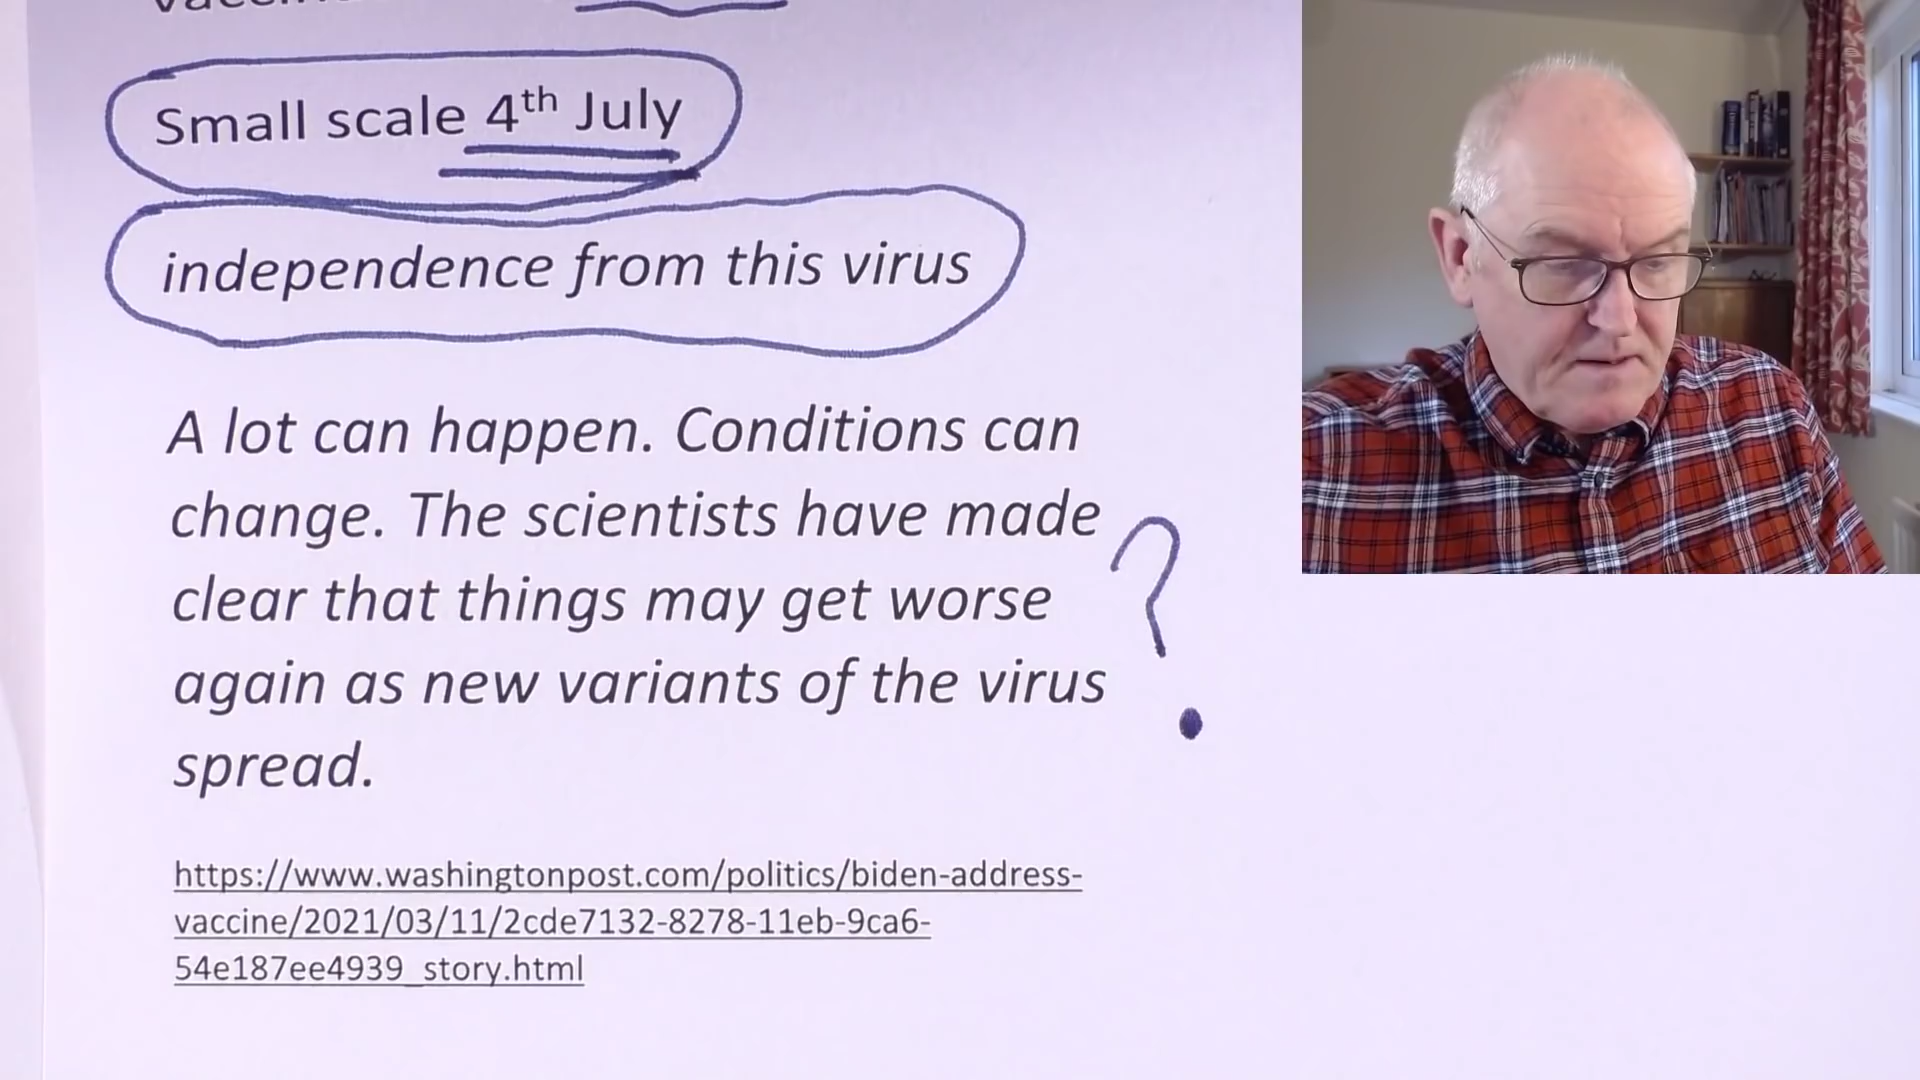 Small scale 4th July
independence from this virus
A lot can happen. Conditions can
change. The scientists have made
clear that things may get worse
again as new variants of the virus
spread.
?
https://www.washingtonpost.com/politics/biden-address-
vaccine/2021/03/11/2cde7132-8278-11eb-9ca6-
54e187ee4939_story.html